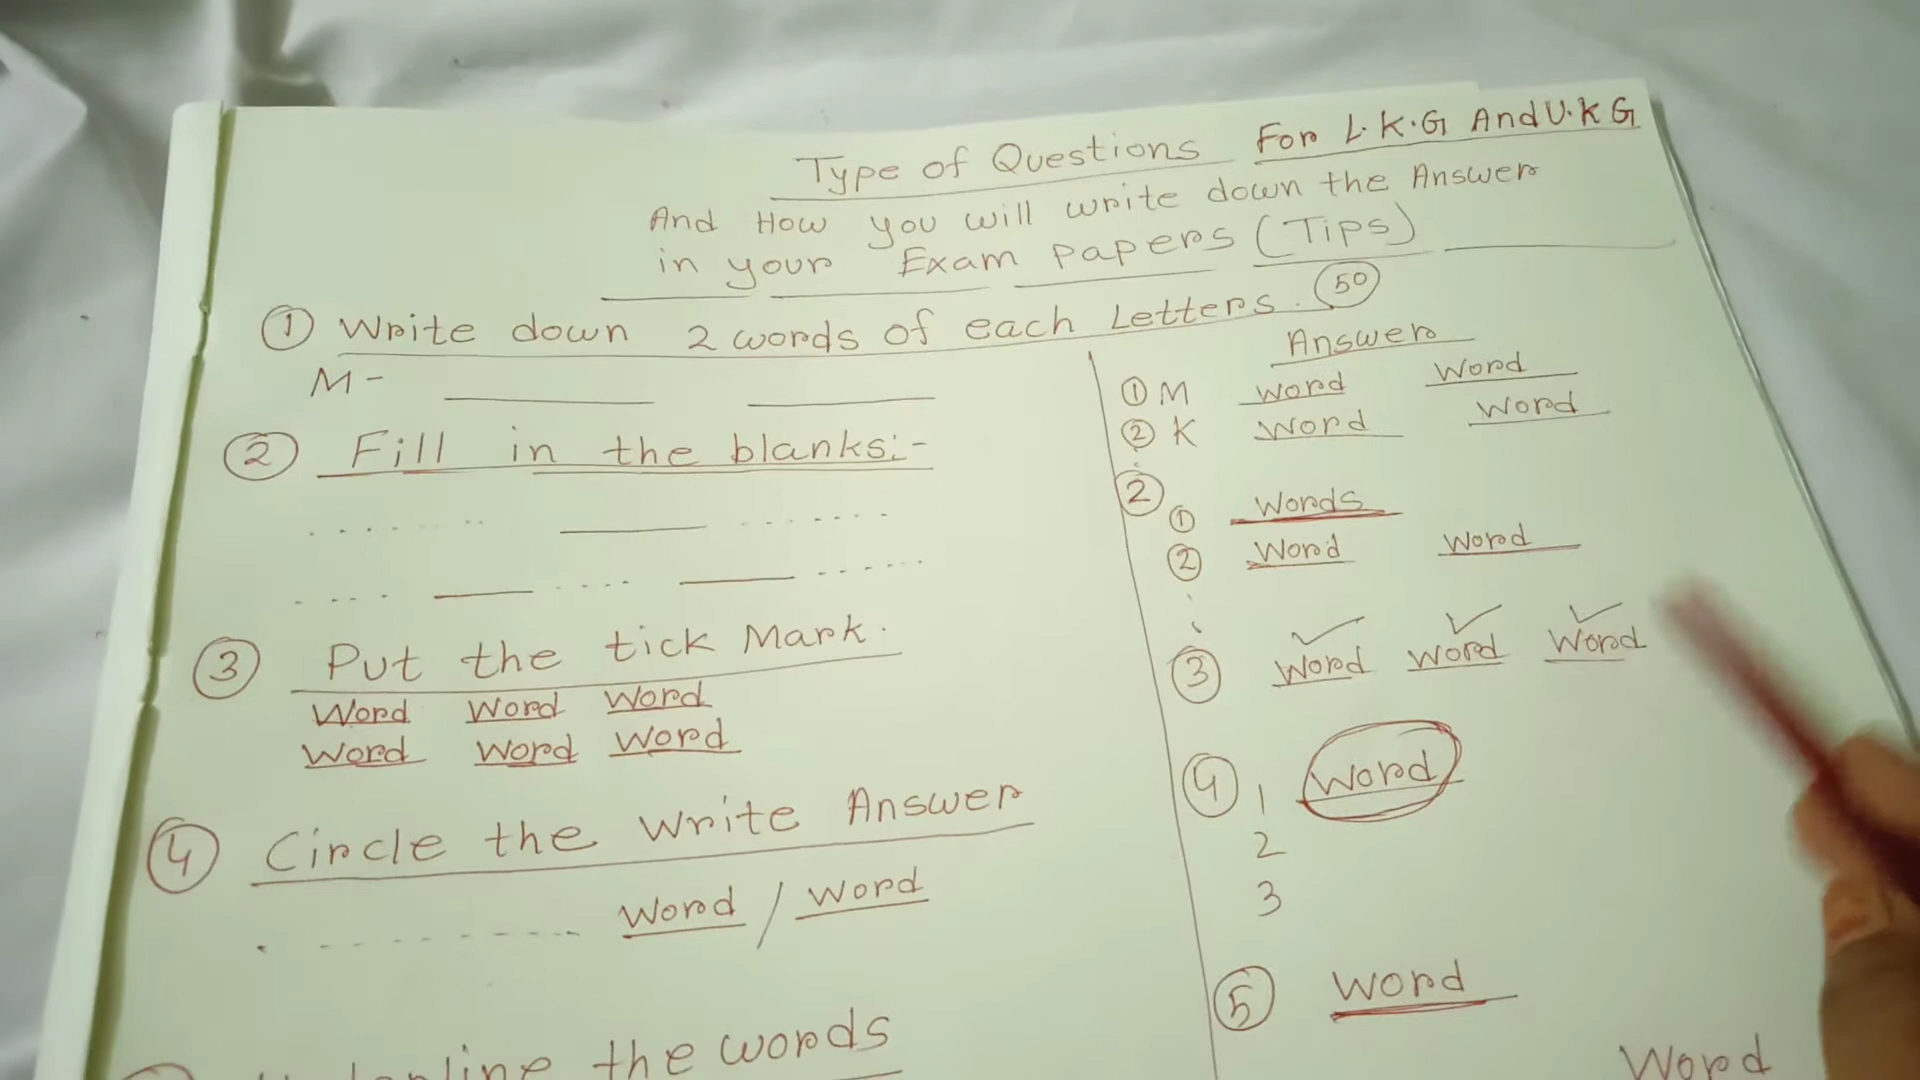 Type of Questions For L.K.G And U.K G
And How you will write down the Answer
in your Exam papers (Tips)
① Write down 2 words of each Letters. 50
M-
② Fill in the blanks:-
③ Put the tick Mark.
Word Word Word
Word Word Word
④ Circle the Write Answer
Word / Word
the words
Answer
① M Word Word
② K Word Word
②
① Words
② Word Word
③ Word Word Word
④ 1 Word
2
3
⑤ Word
Word